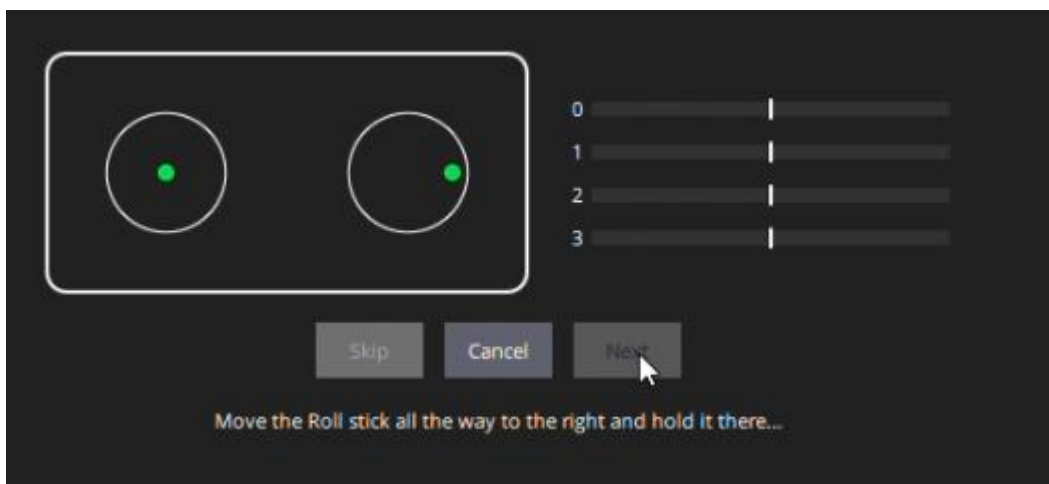 0
1
2
3
Skip
Cancel
Next
Move the Roll stick all the way to the right and hold it there...